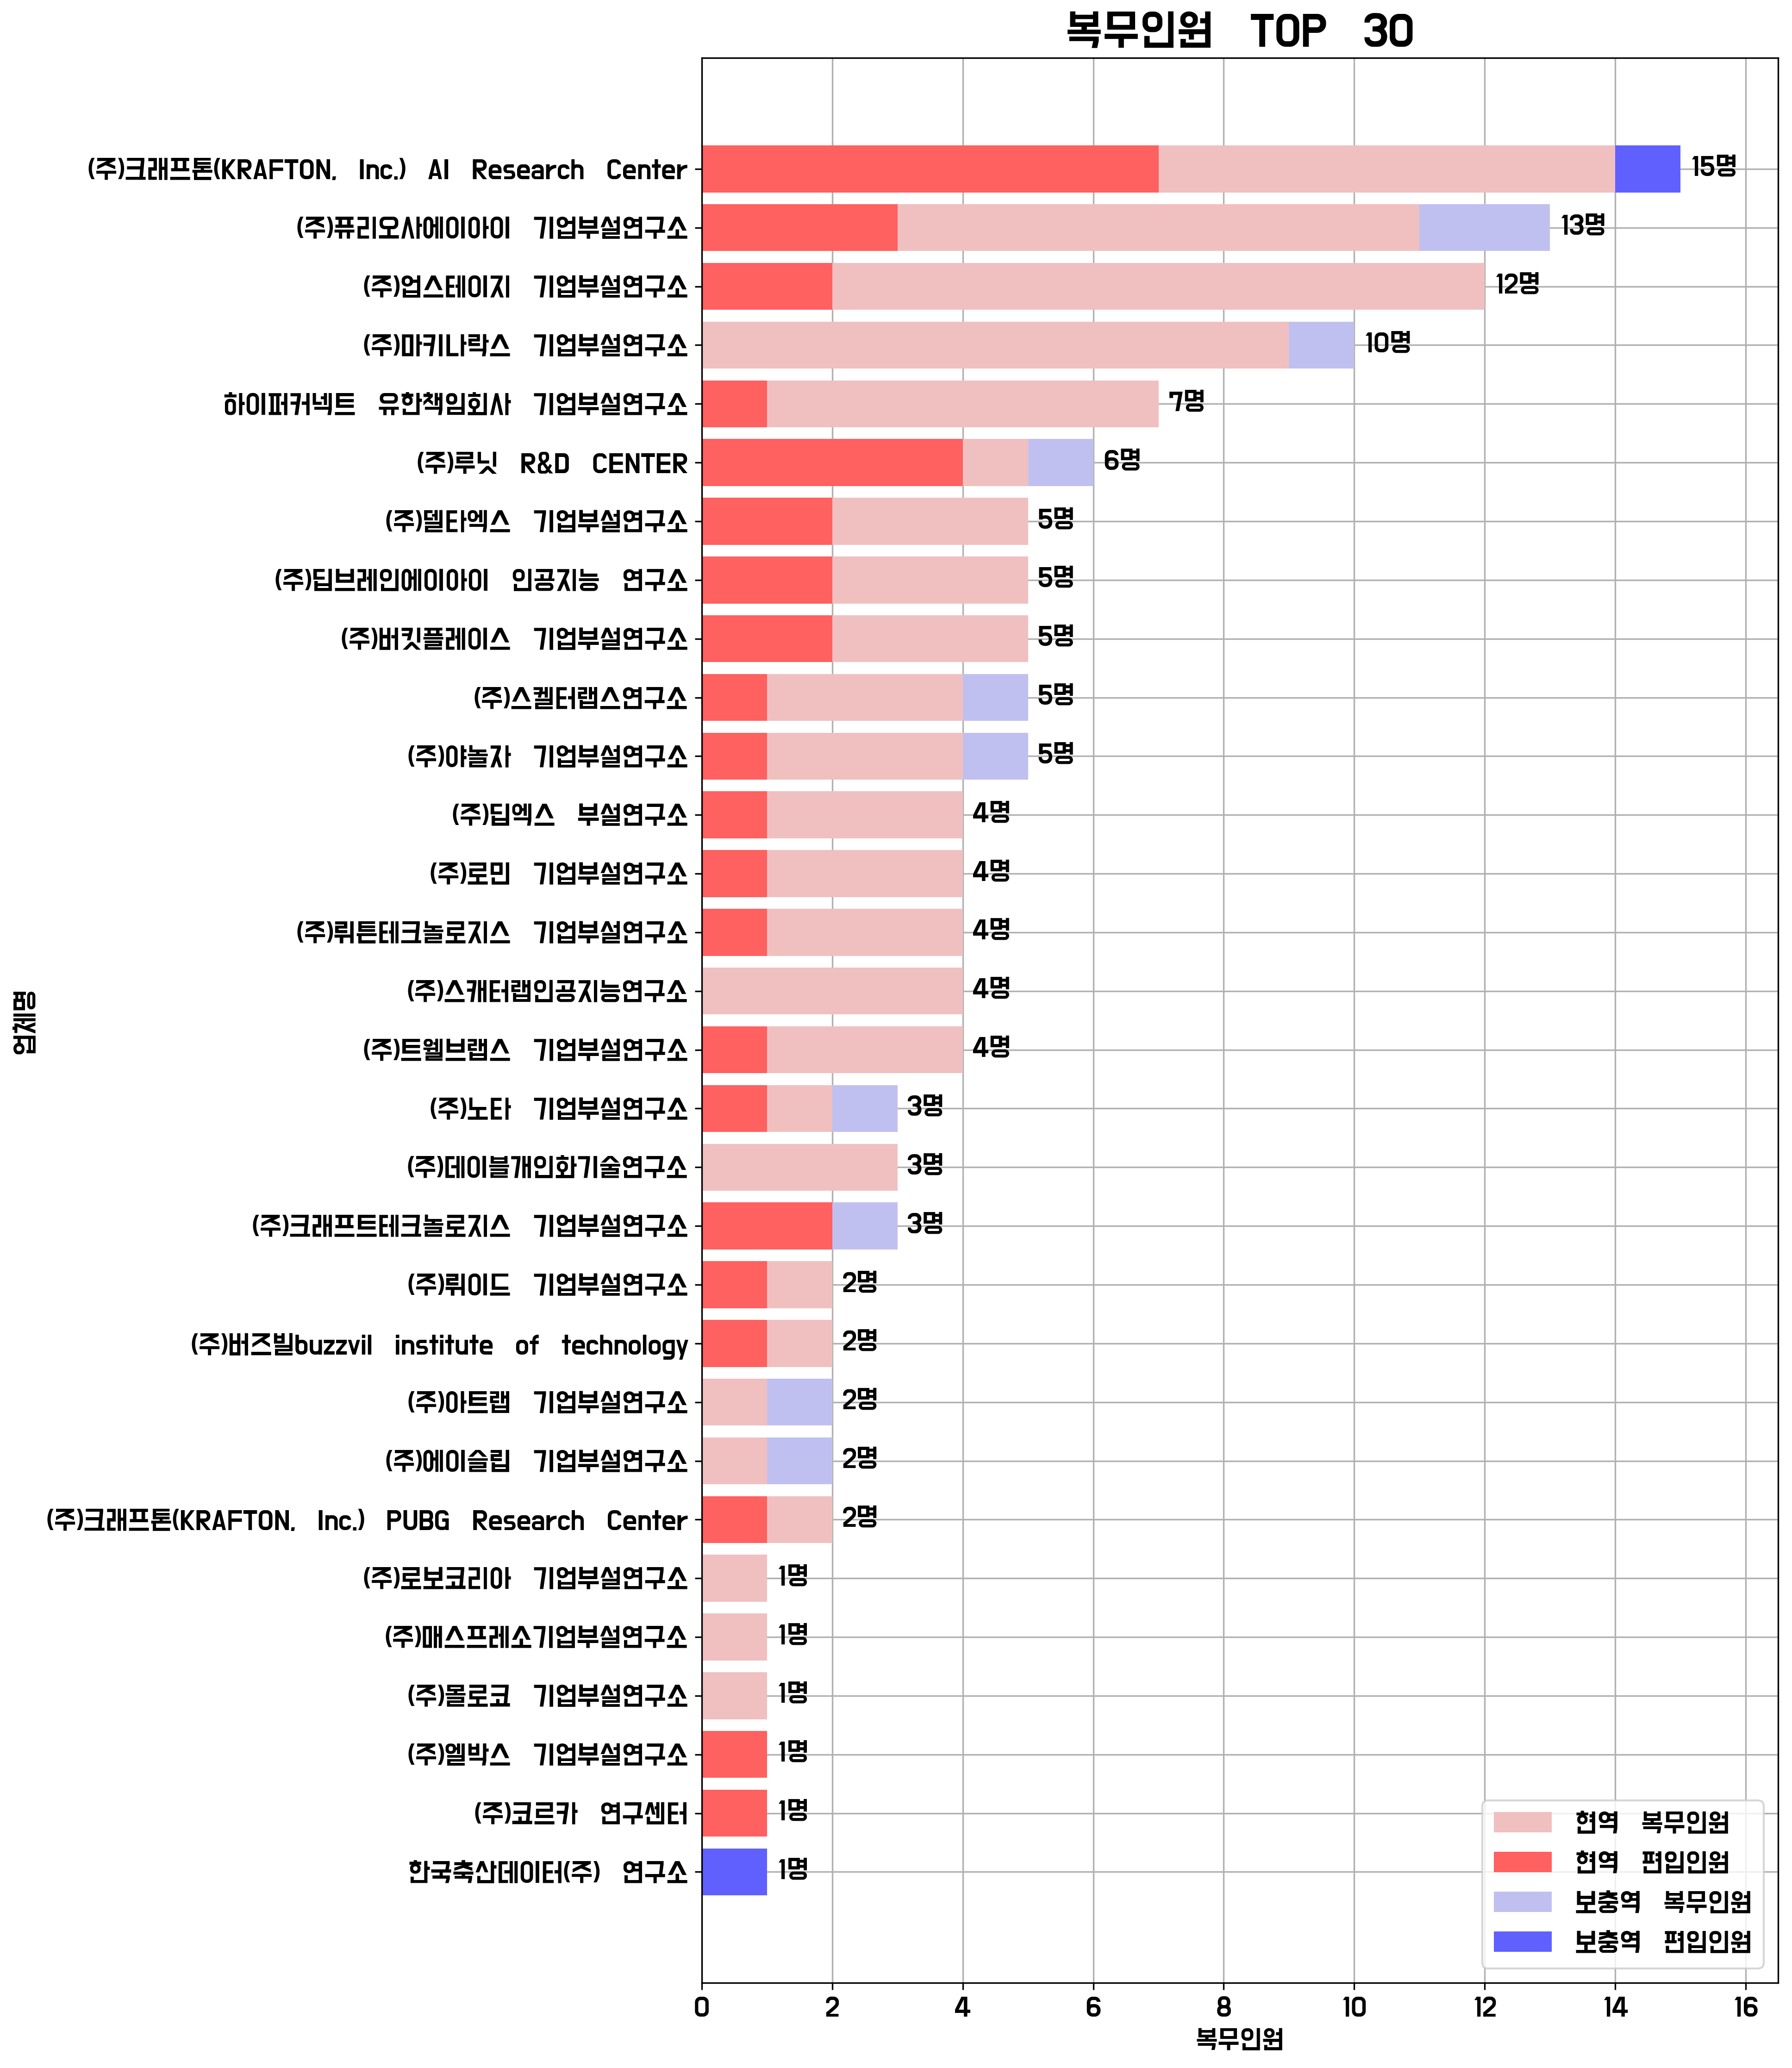 복무인원 TOP 30
(주)크래프톤(KRAFTON, Inc.) AI Research Center 15명
(주)퓨리오사에이아이 기업부설연구소 13명
(주)업스테이지 기업부설연구소 12명
(주)마키나락스 기업부설연구소 10명
하이퍼커넥트 유한책임회사 기업부설연구소 7명
(주)루닛 R&D CENTER 6명
(주)델타엑스 기업부설연구소 5명
(주)딥브레인에이아이 인공지능 연구소 5명
(주)버킷플레이스 기업부설연구소 5명
(주)스켈터랩스연구소 5명
(주)야놀자 기업부설연구소 5명
(주)딥엑스 부설연구소 4명
(주)로민 기업부설연구소 4명
(주)뤼튼테크놀로지스 기업부설연구소 4명
(주)스캐터랩인공지능연구소 4명
(주)트웰브랩스 기업부설연구소 4명
(주)노타 기업부설연구소 3명
(주)데이블개인화기술연구소 3명
(주)크래프트테크놀로지스 기업부설연구소 3명
(주)뤼이드 기업부설연구소 2명
(주)버즈빌buzzvil institute of technology 2명
(주)아트랩 기업부설연구소 2명
(주)에이슬립 기업부설연구소 2명
(주)크래프톤(KRAFTON, Inc.) PUBG Research Center 2명
(주)로보코리아 기업부설연구소 1명
(주)매스프레소기업부설연구소 1명
(주)몰로코 기업부설연구소 1명
(주)엘박스 기업부설연구소 1명
(주)코르카 연구센터 1명
한국축산데이터(주) 연구소 1명
업체명
현역 복무인원
현역 편입인원
보충역 복무인원
보충역 편입인원
0 2 4 6 8 10 12 14 16
복무인원